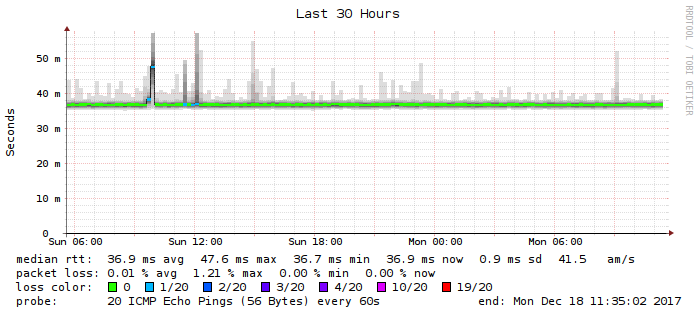 Last 30 Hours
RRDTOOL / TOBI OETIKER
Seconds
50 m
40 m
30 m
20 m
10 m
0
Sun 06:00 Sun 12:00 Sun 18:00 Mon 00:00 Mon 06:00
median rtt: 36.9 ms avg 47.6 ms max 36.7 ms min 36.9 ms now 0.9 ms sd 41.5 am/s
packet loss: 0.01 % avg 1.21 % max 0.00 % min 0.00 % now
loss color: 0 1/20 2/20 3/20 4/20 10/20 19/20
probe: 20 ICMP Echo Pings (56 Bytes) every 60s end: Mon Dec 18 11:35:02 2017